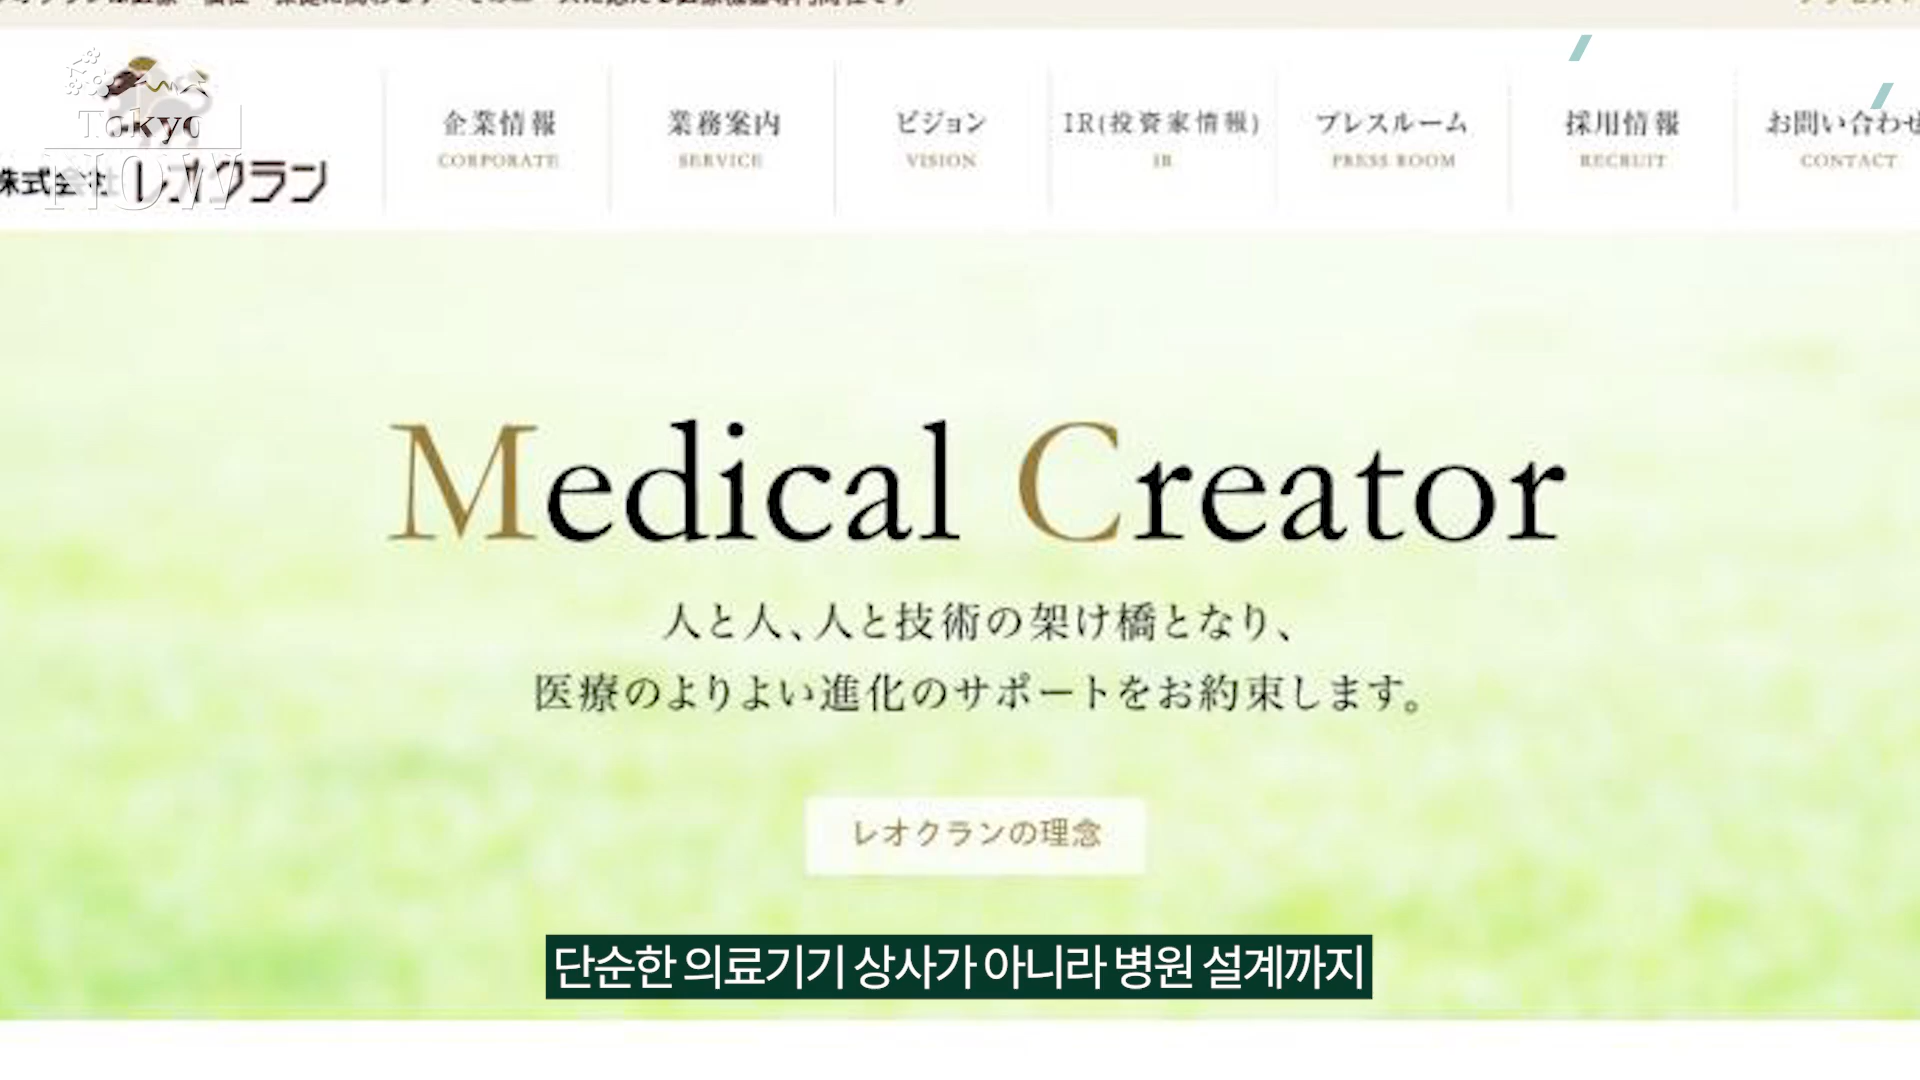 Tokyo
NOW
株式会社 レオクラン
企業情報
CORPORATE
業務案内
SERVICE
ビジョン
VISION
IR(投資家情報)
IR
プレスルーム
PRESS ROOM
採用情報
RECRUIT
お問い合わせ
CONTACT
Medical Creator
人と人、人と技術の架け橋となり、
医療のよりよい進化のサポートをお約束します。
レオクランの理念
단순한 의료기기 상사가 아니라 병원 설계까지